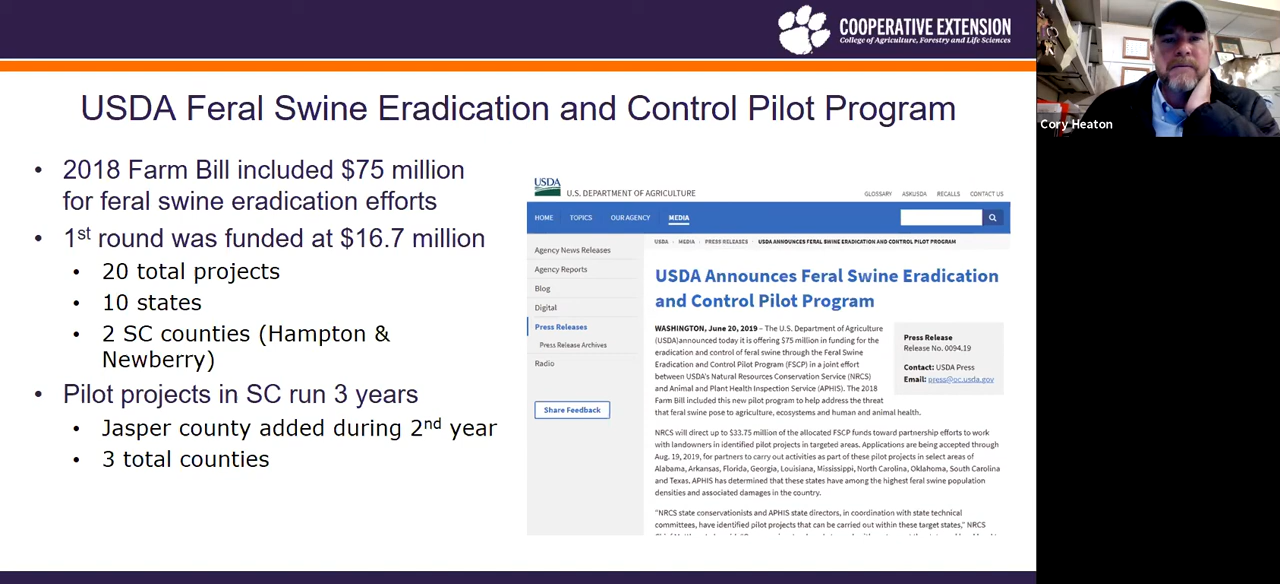 COOPERATIVE EXTENSION
College of Agriculture, Forestry and Life Sciences
Cory Heaton
USDA Feral Swine Eradication and Control Pilot Program
• 2018 Farm Bill included $75 million
for feral swine eradication efforts
• 1st round was funded at $16.7 million
• 20 total projects
• 10 states
• 2 SC counties (Hampton &
Newberry)
• Pilot projects in SC run 3 years
• Jasper county added during 2nd year
• 3 total counties
USDA
U.S. DEPARTMENT OF AGRICULTURE
GLOSSARY ASKUSDA RECALLS CONTACT US
HOME TOPICS OUR AGENCY MEDIA
USDA MEDIA PRESS RELEASES USDA ANNOUNCES FERAL SWINE ERADICATION AND CONTROL PILOT PROGRAM
Agency News Releases
Agency Reports
Blog
Digital
Press Releases
Press Release Archives
Radio
Share Feedback
USDA Announces Feral Swine Eradication
and Control Pilot Program
WASHINGTON, June 20, 2019 – The U.S. Department of Agriculture
(USDA)announced today it is offering $75 million in funding for the
eradication and control of feral swine through the Feral Swine
Eradication and Control Pilot Program (FSCP) in a joint effort
between USDA's Natural Resources Conservation Service (NRCS)
and Animal and Plant Health Inspection Service (APHIS). The 2018
Farm Bill included this new pilot program to help address the threat
that feral swine pose to agriculture, ecosystems and human and animal health.
Press Release
Release No. 0094.19
Contact: USDA Press
Email: press@oc.usda.gov
NRCS will direct up to $33.75 million of the allocated FSCP funds toward partnership efforts to work
with landowners in identified pilot projects in targeted areas. Applications are being accepted through
Aug. 19, 2019, for partners to carry out activities as part of these pilot projects in select areas of
Alabama, Arkansas, Florida, Georgia, Louisiana, Mississippi, North Carolina, Oklahoma, South Carolina
and Texas. APHIS has determined that these states have among the highest feral swine population
densities and associated damages in the country.
"NRCS state conservationists and APHIS state directors, in coordination with state technical
committees, have identified pilot projects that can be carried out within these target states," NRCS